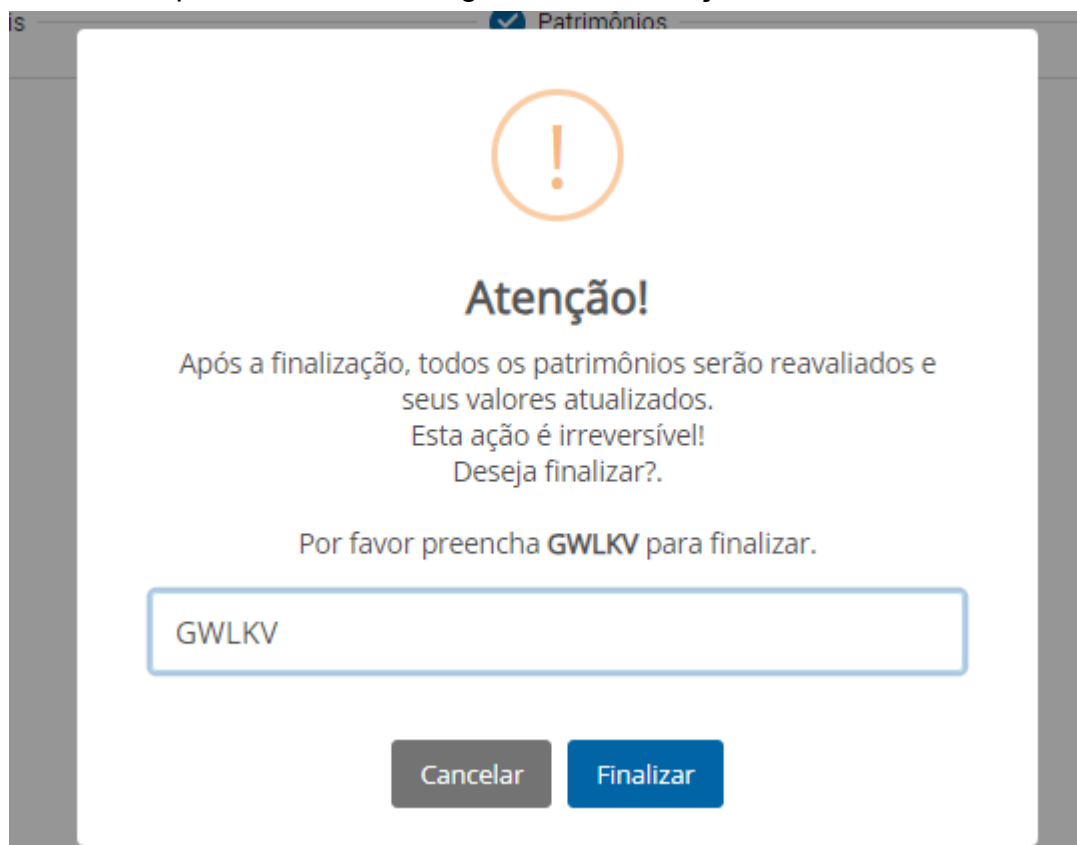 is
Patrimônios
!
Atenção!
Após a finalização, todos os patrimônios serão reavaliados e
seus valores atualizados.
Esta ação é irreversível!
Deseja finalizar?.
Por favor preencha GWLKV para finalizar.
GWLKV
Cancelar
Finalizar